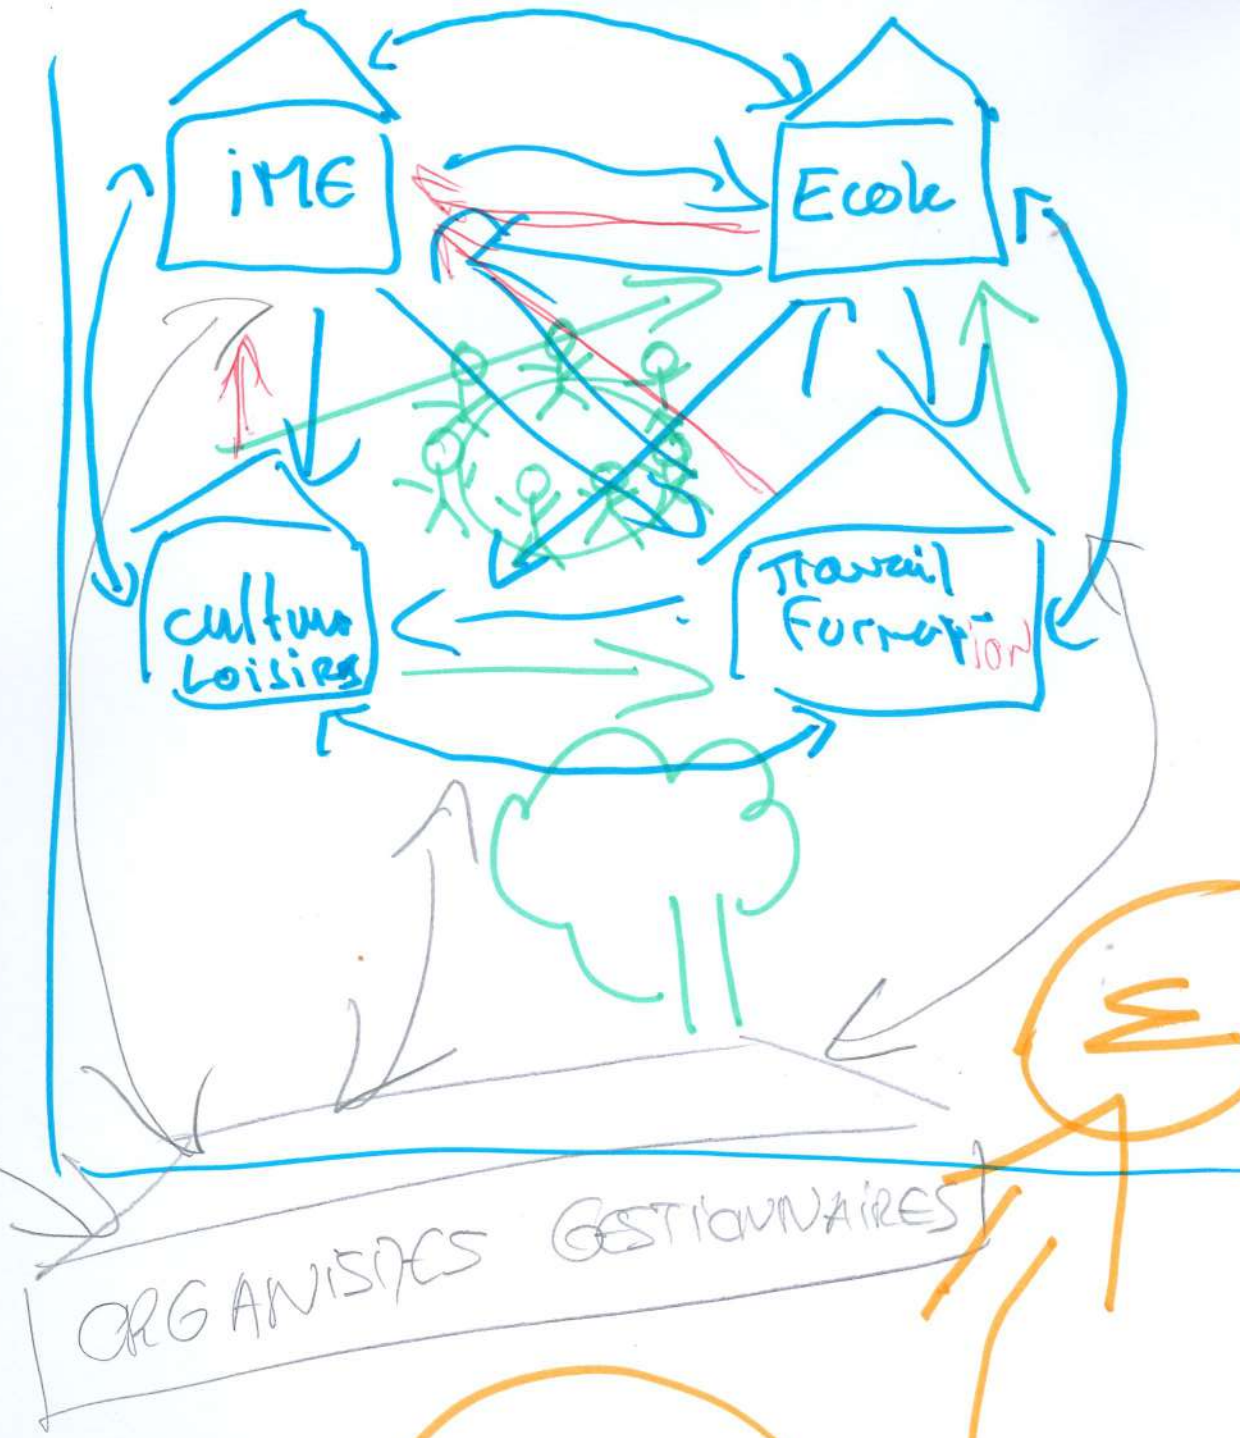 iME
Ecole
culture
Loisirs
Travail
Formation
ORGANISMES GESTIONNAIRES